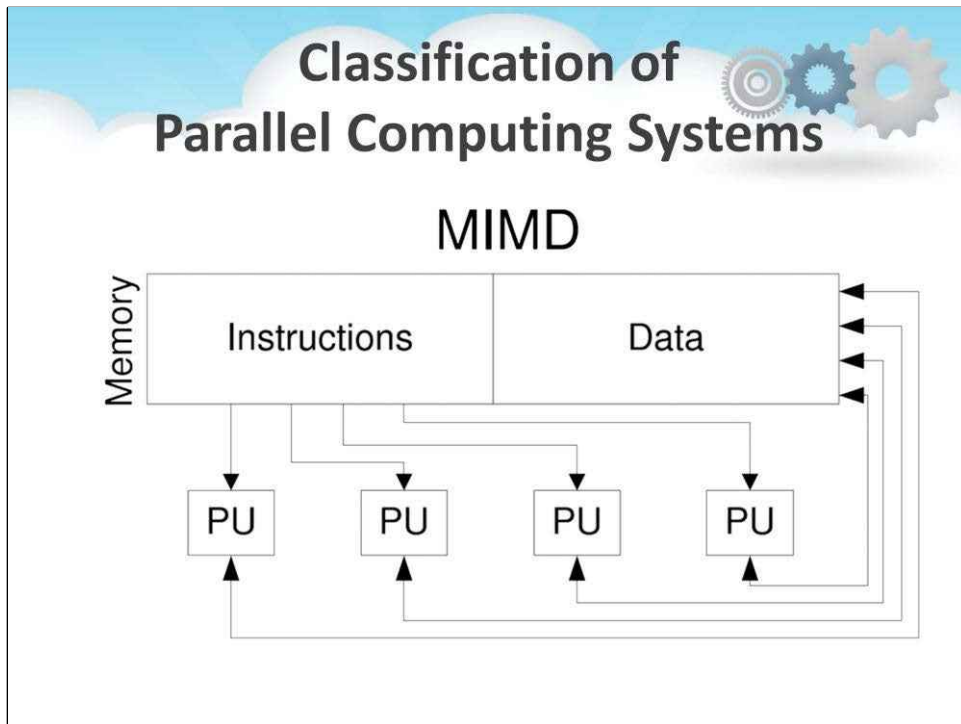 Classification of
Parallel Computing Systems
MIMD
Memory
Instructions
Data
PU
PU
PU
PU